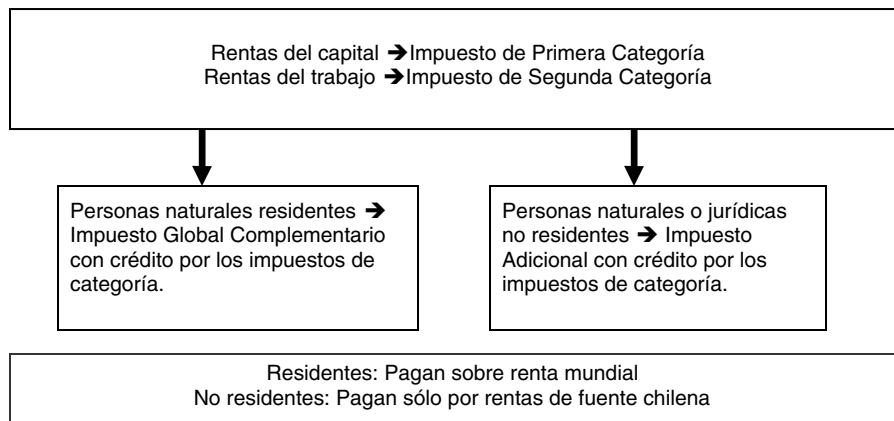 Rentas del capital ➔Impuesto de Primera Categoría
Rentas del trabajo ➔Impuesto de Segunda Categoría
Personas naturales residentes ➔
Impuesto Global Complementario
con crédito por los impuestos de
categoría.
Personas naturales o jurídicas
no residentes ➔ Impuesto
Adicional con crédito por los
impuestos de categoría.
Residentes: Pagan sobre renta mundial
No residentes: Pagan sólo por rentas de fuente chilena